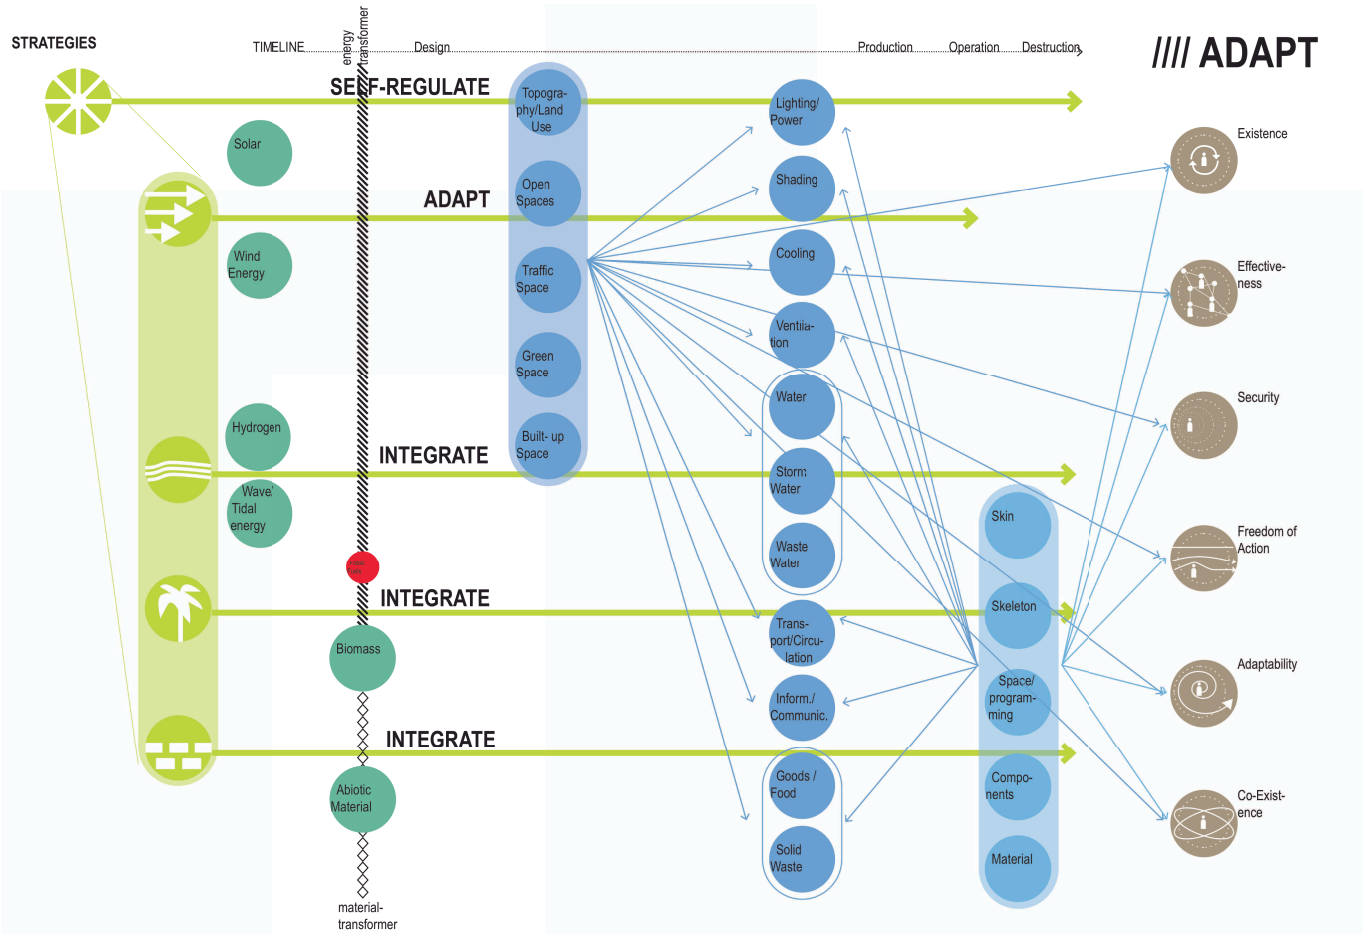 STRATEGIES
TIMELINE
energy
transformer
Design
Production
Operation
Destruction
//// ADAPT
SELF-REGULATE
ADAPT
INTEGRATE
INTEGRATE
INTEGRATE
Solar
Wind
Energy
Hydrogen
Wave/
Tidal
energy
Biomass
Abiotic
Material
material-
transformer
Topogra-
phy/Land
Use
Open
Spaces
Traffic
Space
Green
Space
Built- up
Space
Lighting/
Power
Shading
Cooling
Ventila-
tion
Water
Storm
Water
Waste
Water
Trans-
port/Circu-
lation
Inform./
Communic.
Goods /
Food
Solid
Waste
Skin
Skeleton
Space/
program-
ming
Compo-
nents
Material
Existence
Effective-
ness
Security
Freedom of
Action
Adaptability
Co-Exist-
ence